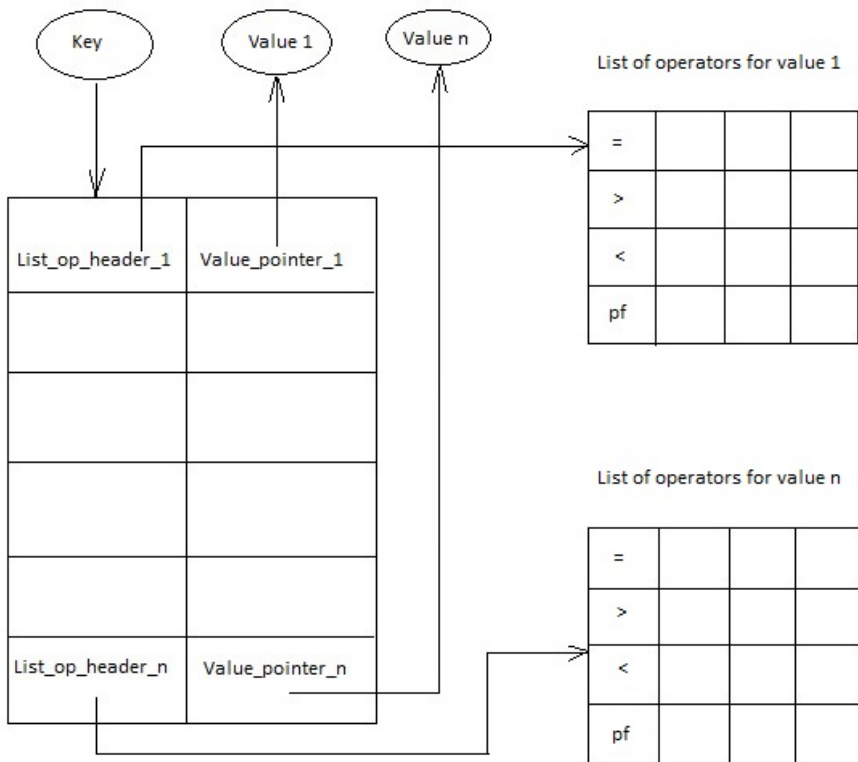 Key
Value 1
Value n
List of operators for value 1
=
>
<
pf
List_op_header_1
Value_pointer_1
List of operators for value n
=
>
<
pf
List_op_header_n
Value_pointer_n